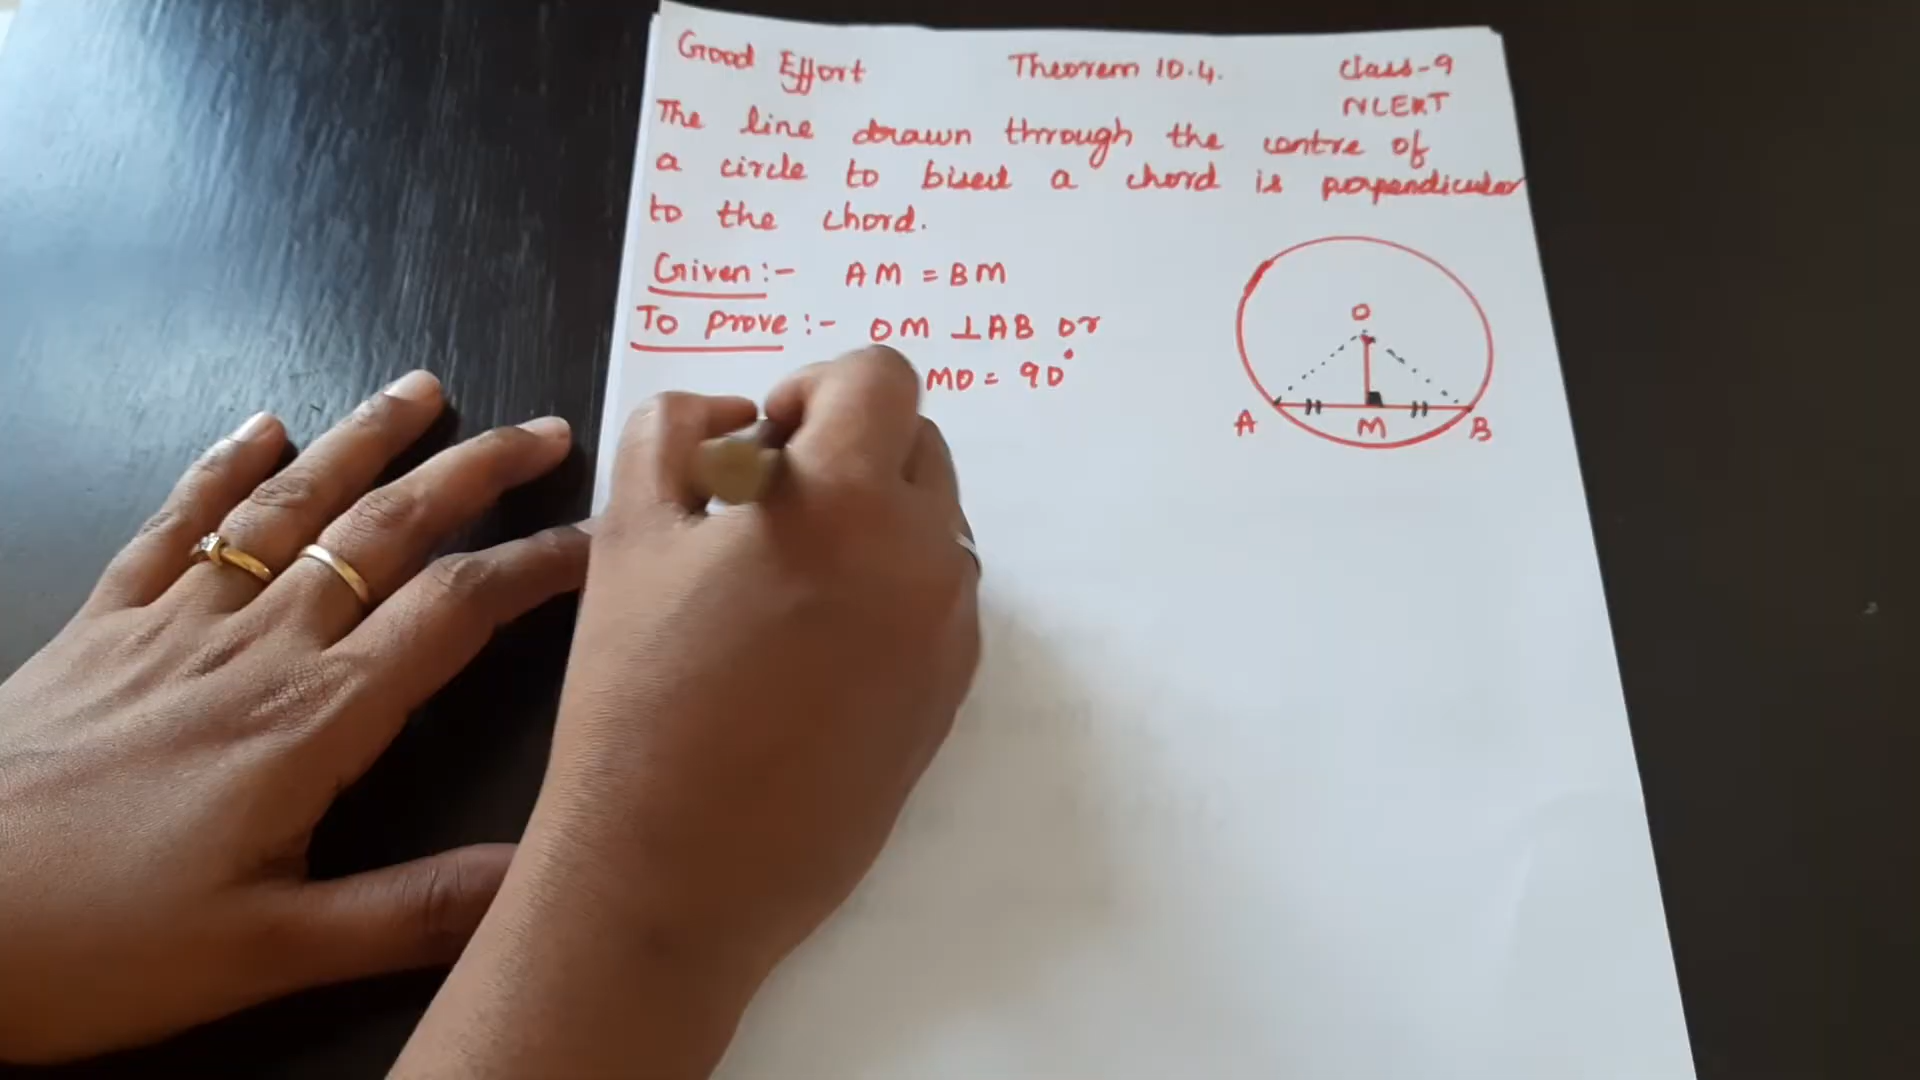 Good Effort Theorem 10.4. Class-9
NCERT
The line drawn through the centre of
a circle to bisect a chord is perpendicular
to the chord.
Given :- AM = BM
To prove :- OM ⊥ AB or
MO = 90°
O
A M B